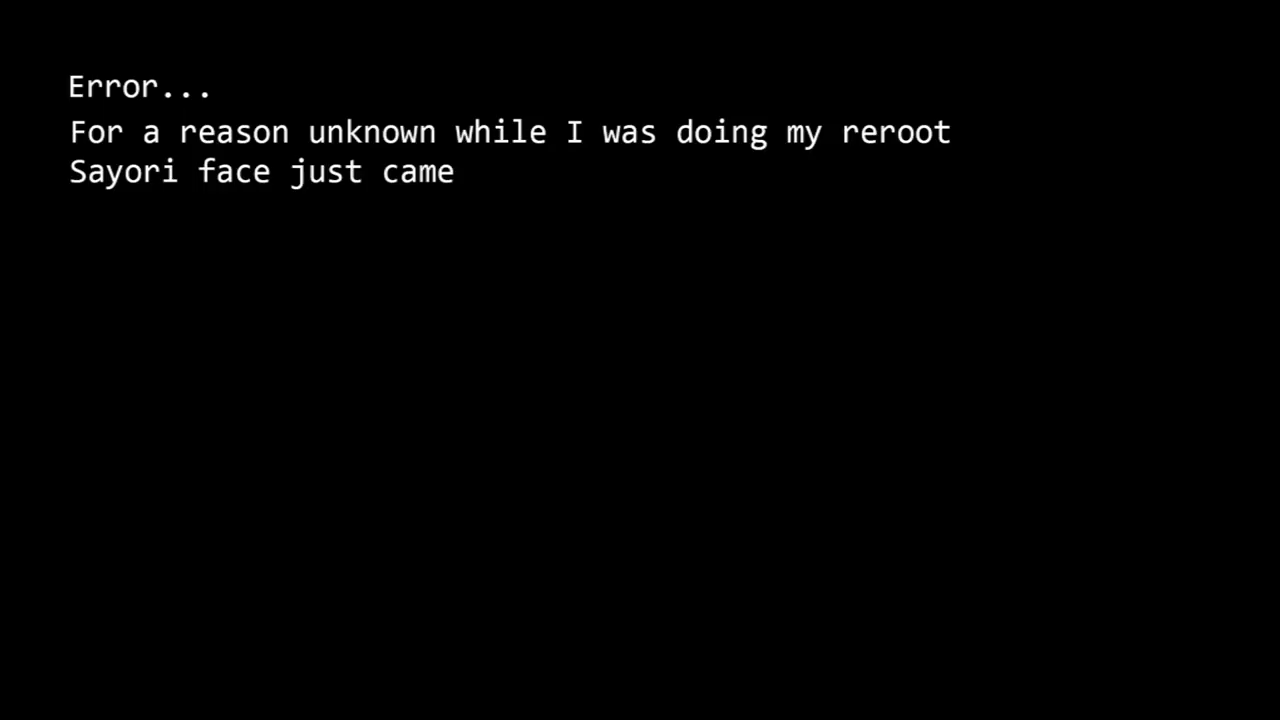 Error...
For a reason unknown while I was doing my reroot
Sayori face just came